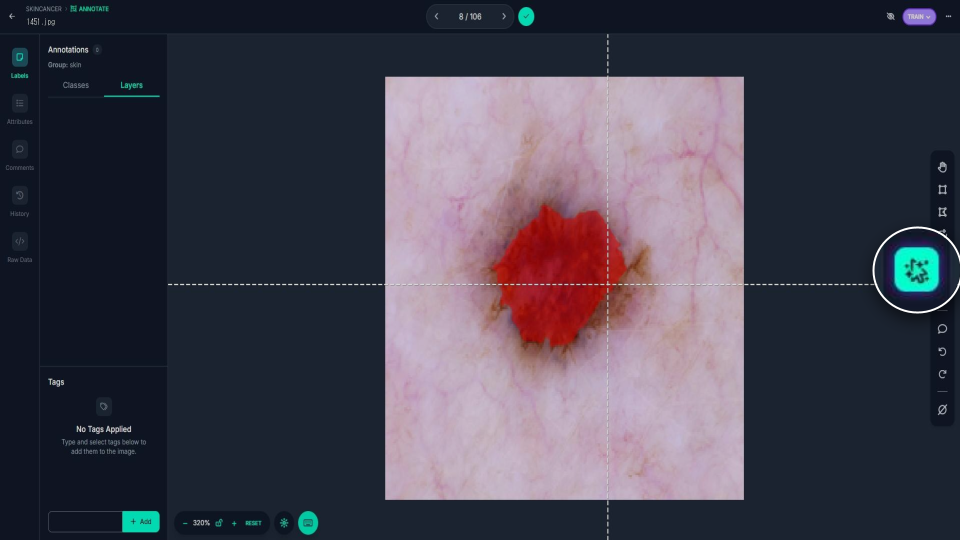 SKINCANCER > ANNOTATE
1451 .jpg
8 / 106
TRAIN
Annotations 0
Group: skin
Classes Layers
Labels
Attributes
Comments
History
Raw Data
Tags
No Tags Applied
Type and select tags below to
add them to the image.
+ Add
− 320% + RESET